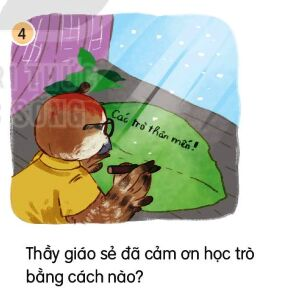 4
Các trò thân mến!
Thầy giáo sẻ đã cảm ơn học trò
bằng cách nào?